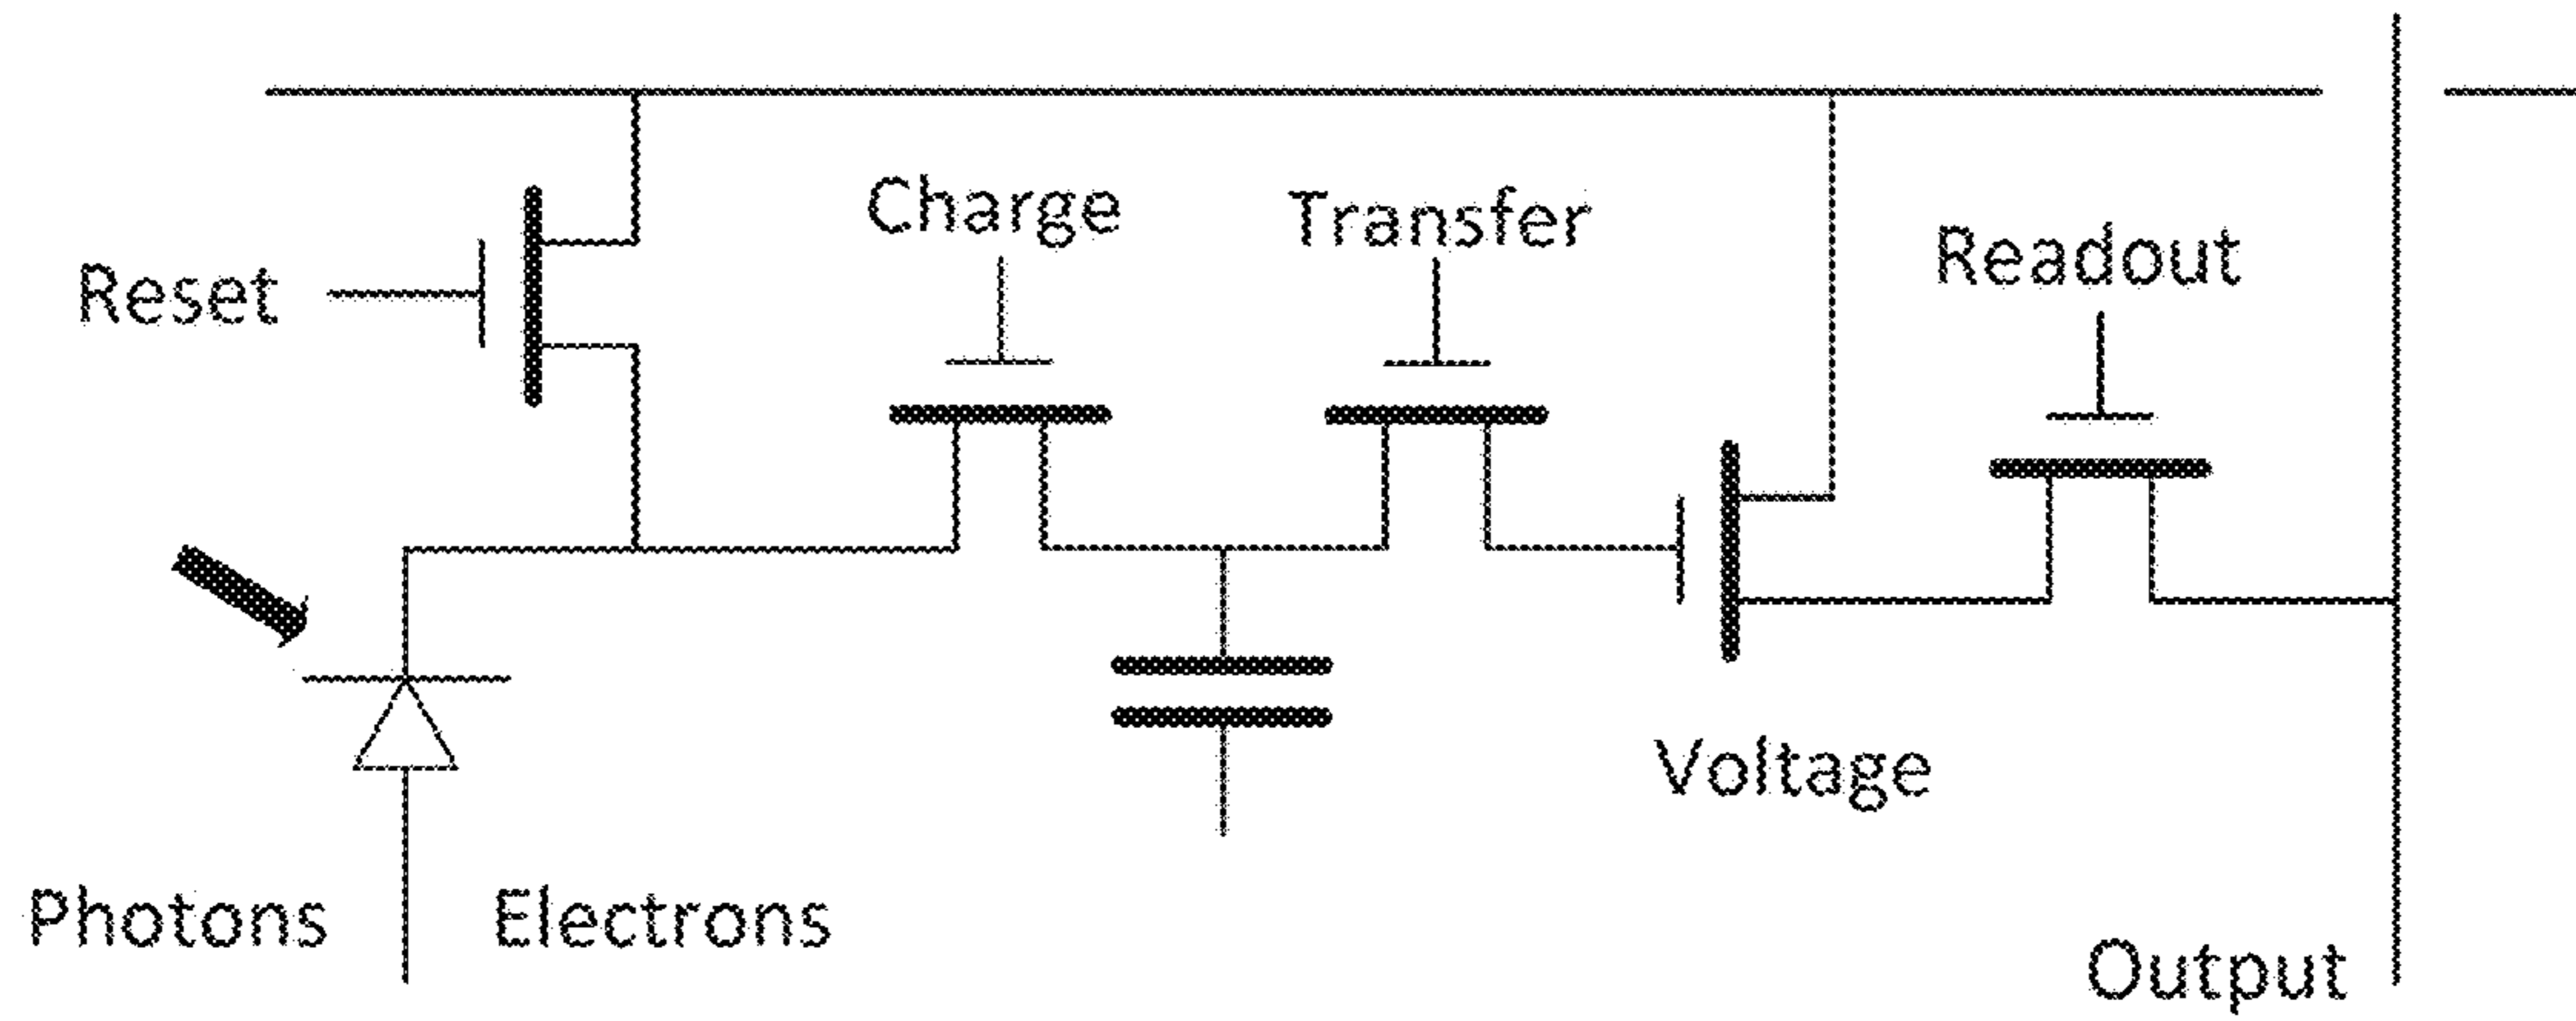 Charge
Transfer
Readout
Reset
Voltage
Photons
Electrons
Output